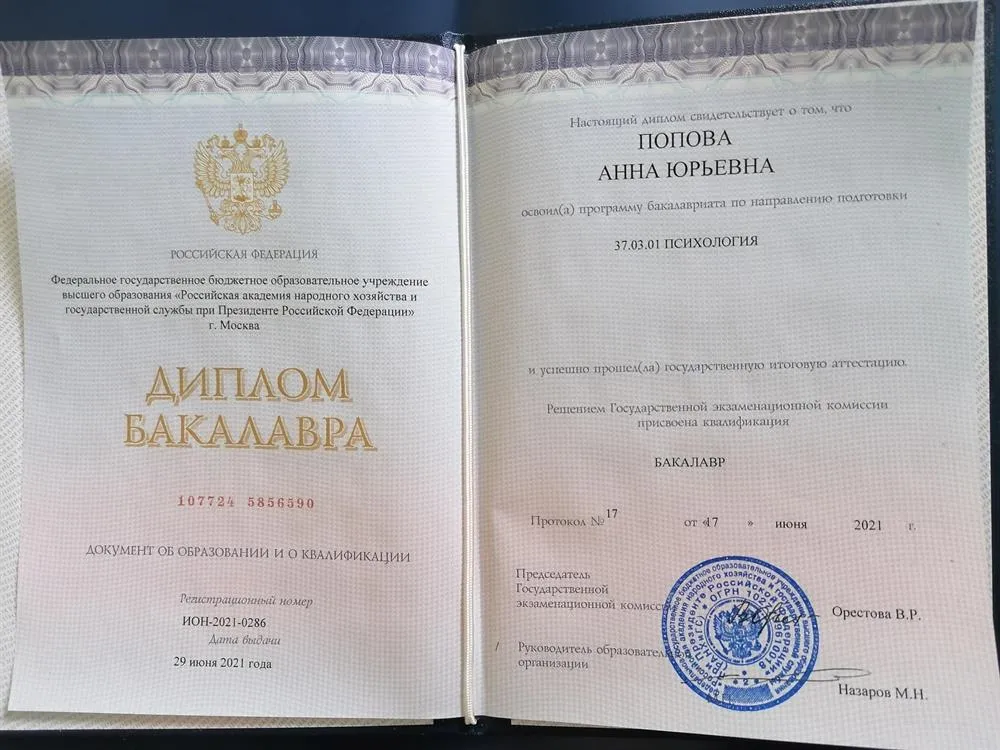 РОССИЙСКАЯ ФЕДЕРАЦИЯ
Федеральное государственное бюджетное образовательное учреждение
высшего образования «Российская академия народного хозяйства и
государственной службы при Президенте Российской Федерации»
г. Москва
ДИПЛОМ
БАКАЛАВРА
107724 5856590
ДОКУМЕНТ ОБ ОБРАЗОВАНИИ И О КВАЛИФИКАЦИИ
Регистрационный номер
ИОН-2021-0286
Дата выдачи
29 июня 2021 года
Настоящий диплом свидетельствует о том, что
ПОПОВА
АННА ЮРЬЕВНА
освоил(а) программу бакалавриата по направлению подготовки
37.03.01 ПСИХОЛОГИЯ
и успешно прошел(ла) государственную итоговую аттестацию.
Решением Государственной экзаменационной комиссии
присвоена квалификация
БАКАЛАВР
Протокол № 17 от «17 » июня 2021 г.
Председатель
Государственной
экзаменационной комиссии
Орестова В.Р.
Руководитель образователь
организации
Назаров М.Н.